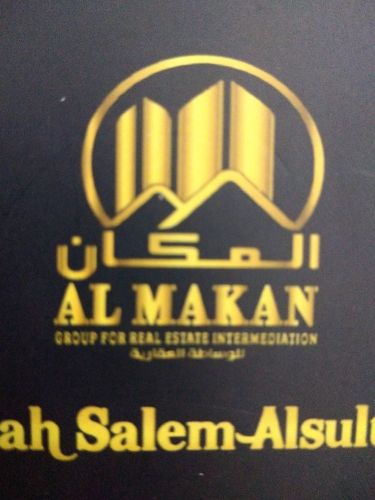 المكان
AL MAKAN
GROUP FOR REAL ESTATE INTERMEDIATION
للوساطة العقارية
ah Salem-Alsult